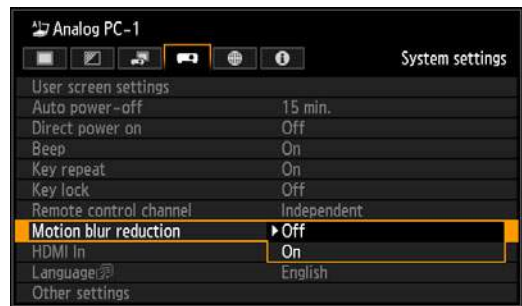 Analog PC-1
System settings
User screen settings
Auto power-off 15 min.
Direct power on Off
Beep On
Key repeat On
Key lock Off
Remote control channel Independent
Motion blur reduction Off
HDMI In On
Language English
Other settings